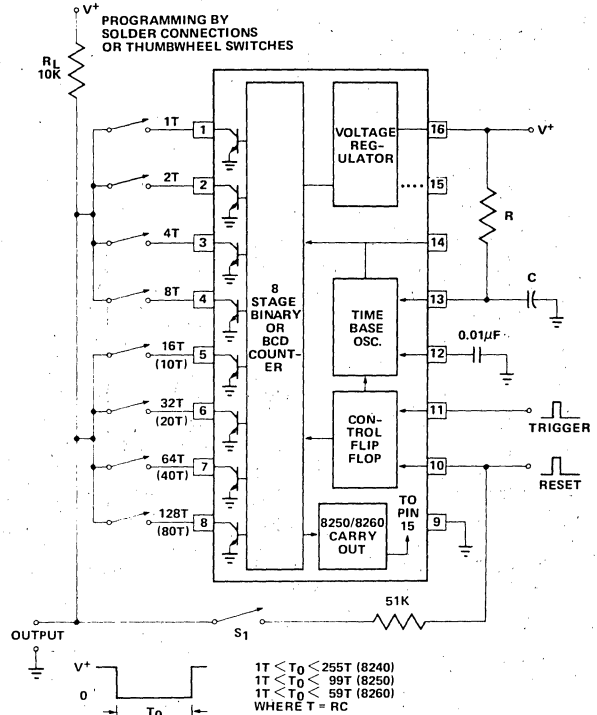 V+
PROGRAMMING BY
SOLDER CONNECTIONS
OR THUMBWHEEL SWITCHES
RL
10K
1T
1
2T
2
4T
3
8T
4
16T
(10T)
5
32T
(20T)
6
64T
(40T)
7
128T
(80T)
8
8
STAGE
BINARY
OR
BCD
COUNT-
ER
VOLTAGE
REG-
ULATOR
TIME
BASE
OSC.
CON-
TROL
FLIP
FLOP
8250/8260
CARRY
OUT
TO
PIN
15
16
V+
15
R
14
13
C
12
0.01µF
11
TRIGGER
10
RESET
9
51K
S1
OUTPUT
V+
0
TO
1T < TO < 255T (8240)
1T < TO < 99T (8250)
1T < TO < 59T (8260)
WHERE T = RC